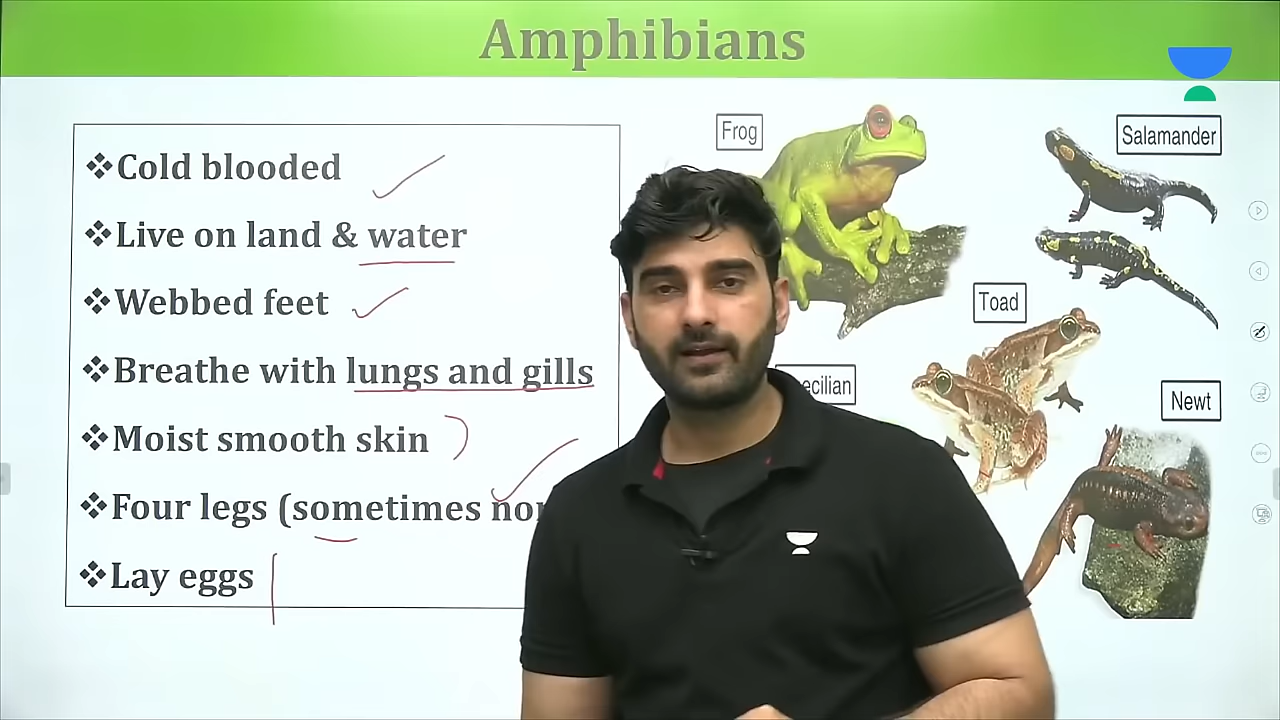 Amphibians
❖Cold blooded
❖Live on land & water
❖Webbed feet
❖Breathe with lungs and gills
❖Moist smooth skin
❖Four legs (sometimes
❖Lay eggs
Frog
Salamander
Toad
Newt